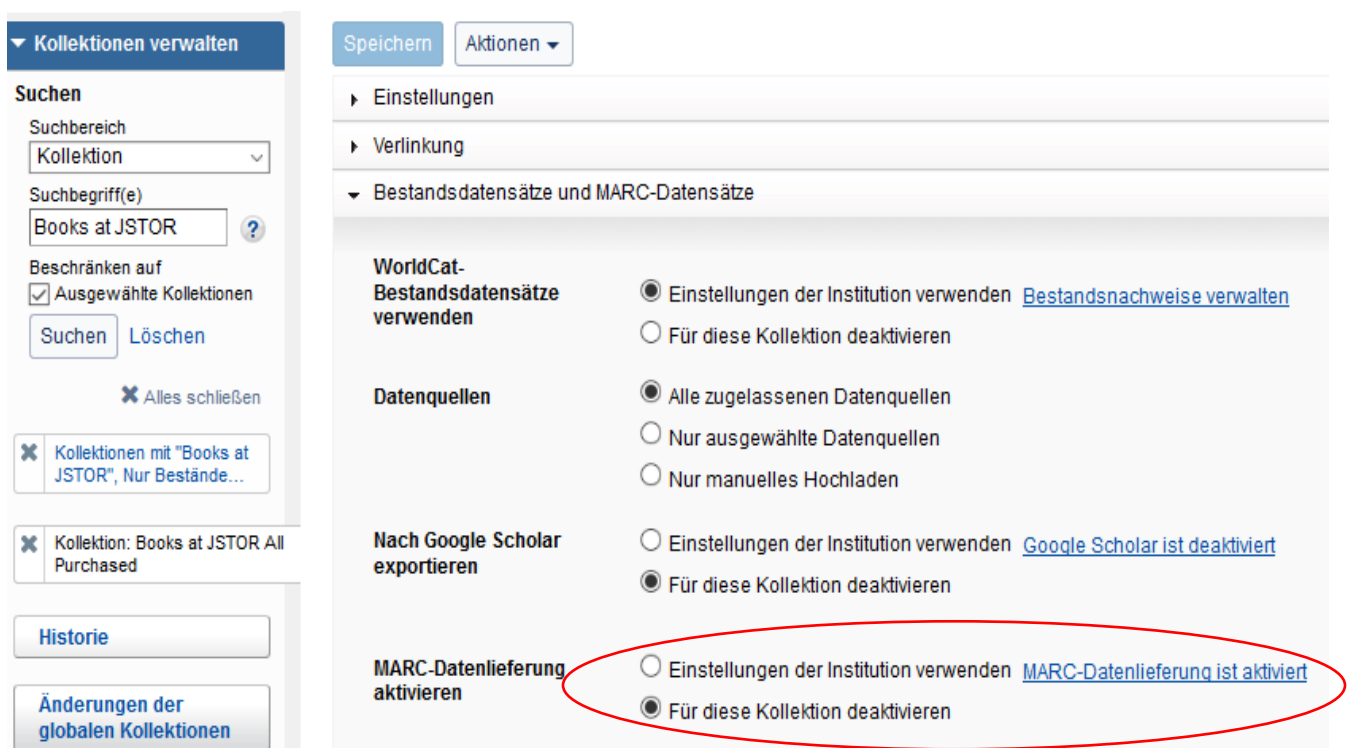 Kollektionen verwalten
Suchen
Suchbereich
Kollektion
Suchbegriff(e)
Books at JSTOR
?
Beschränken auf
Ausgewählte Kollektionen
Suchen Löschen
Alles schließen
Kollektionen mit "Books at
JSTOR", Nur Bestände...
Kollektion: Books at JSTOR All
Purchased
Historie
Änderungen der
globalen Kollektionen
Speichern Aktionen
Einstellungen
Verlinkung
Bestandsdatensätze und MARC-Datensätze
WorldCat-
Bestandsdatensätze
verwenden
Einstellungen der Institution verwenden Bestandsnachweise verwalten
Für diese Kollektion deaktivieren
Datenquellen
Alle zugelassenen Datenquellen
Nur ausgewählte Datenquellen
Nur manuelles Hochladen
Nach Google Scholar
exportieren
Einstellungen der Institution verwenden Google Scholar ist deaktiviert
Für diese Kollektion deaktivieren
MARC-Datenlieferung
aktivieren
Einstellungen der Institution verwenden MARC-Datenlieferung ist aktiviert
Für diese Kollektion deaktivieren